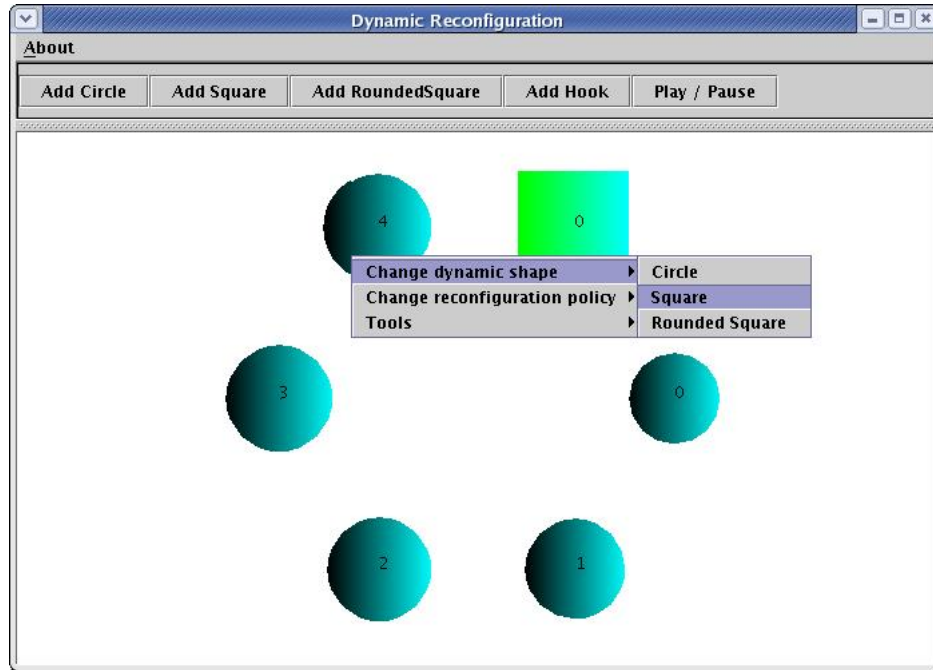 Dynamic Reconfiguration
About
Add Circle Add Square Add RoundedSquare Add Hook Play / Pause
4 0
Change dynamic shape Circle
Change reconfiguration policy Square
Tools Rounded Square
3 0
2 1